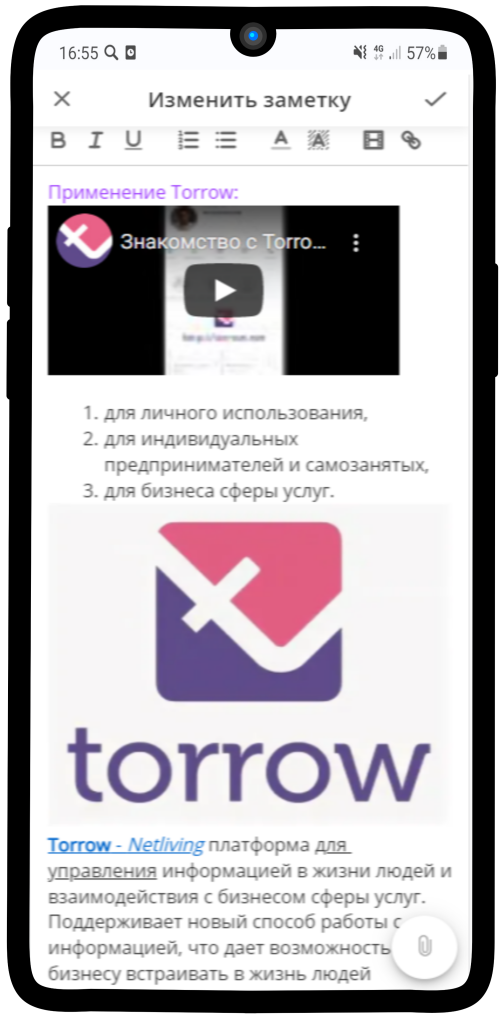 16:55
4G
57%
Изменить заметку
B I U A A
Применение Torrow:
Знакомство с Torro...
1. для личного использования,
2. для индивидуальных
предпринимателей и самозанятых,
3. для бизнеса сферы услуг.
torrow
Torrow - Netliving платформа для
управления информацией в жизни людей и
взаимодействия с бизнесом сферы услуг.
Поддерживает новый способ работы с
информацией, что дает возможность
бизнесу встраивать в жизнь людей